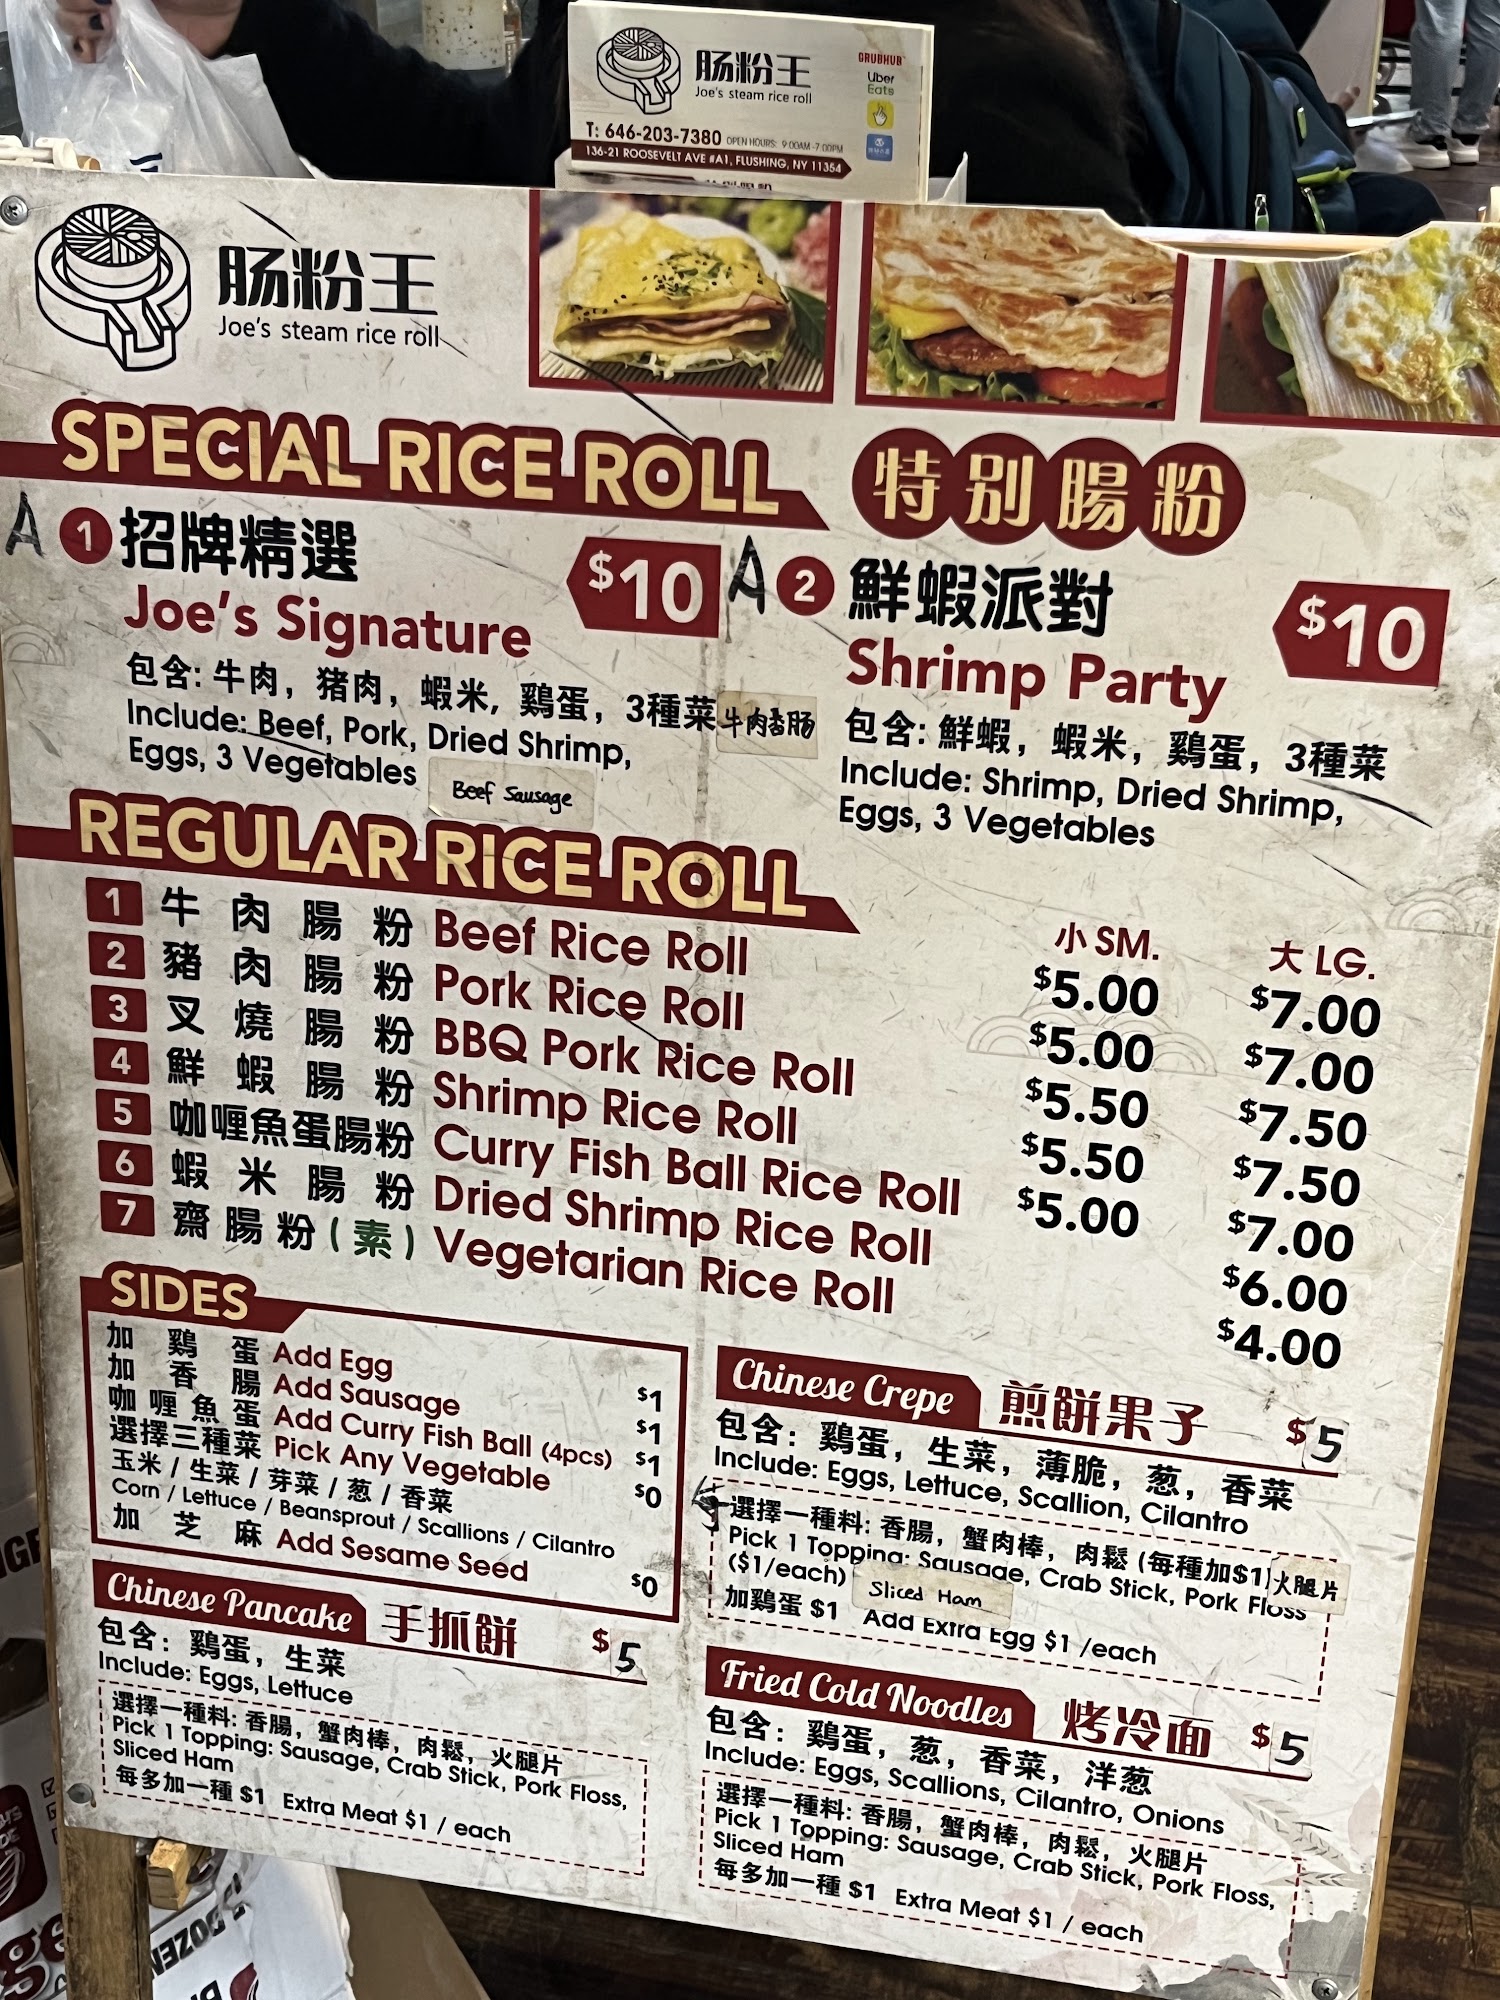 肠粉王
Joe's steam rice roll
GRUBHUB
Uber
Eats
T: 646-203-7380 OPEN HOURS: 9:00AM-7:00PM
136-21 ROOSEVELT AVE #A1, FLUSHING, NY 11354
肠粉王
Joe's steam rice roll
SPECIAL RICE ROLL 特別腸粉
A 1 招牌精選 $10
Joe's Signature
包含: 牛肉, 猪肉, 蝦米, 鷄蛋, 3種菜 牛肉香肠
Include: Beef, Pork, Dried Shrimp,
Eggs, 3 Vegetables Beef Sausage
A 2 鮮蝦派對 $10
Shrimp Party
包含: 鮮蝦, 蝦米, 鷄蛋, 3種菜
Include: Shrimp, Dried Shrimp,
Eggs, 3 Vegetables
REGULAR RICE ROLL
小 SM. 大 LG.
1 牛肉腸粉 Beef Rice Roll $5.00 $7.00
2 豬肉腸粉 Pork Rice Roll $5.00 $7.00
3 叉燒腸粉 BBQ Pork Rice Roll $5.50 $7.50
4 鮮蝦腸粉 Shrimp Rice Roll $5.50 $7.50
5 咖喱魚蛋腸粉 Curry Fish Ball Rice Roll $5.00 $7.00
6 蝦米腸粉 Dried Shrimp Rice Roll $6.00
7 齋腸粉(素) Vegetarian Rice Roll $4.00
SIDES
加鷄蛋 Add Egg $1
加香腸 Add Sausage $1
咖喱魚蛋 Add Curry Fish Ball (4pcs) $1
選擇三種菜 Pick Any Vegetable $0
玉米 / 生菜 / 芽菜 / 葱 / 香菜
Corn / Lettuce / Beansprout / Scallions / Cilantro
加芝麻 Add Sesame Seed $0
Chinese Pancake 手抓餅 $5
包含: 鷄蛋, 生菜
Include: Eggs, Lettuce
選擇一種料: 香腸, 蟹肉棒, 肉鬆, 火腿片
Pick 1 Topping: Sausage, Crab Stick, Pork Floss,
Sliced Ham
每多加一種 $1 Extra Meat $1 / each
Chinese Crepe 煎餅果子 $5
包含: 鷄蛋, 生菜, 薄脆, 葱, 香菜
Include: Eggs, Lettuce, Scallion, Cilantro
選擇一種料: 香腸, 蟹肉棒, 肉鬆 (每種加$1) 火腿片
Pick 1 Topping: Sausage, Crab Stick, Pork Floss
($1/each) Sliced Ham
加鷄蛋 $1 Add Extra Egg $1 /each
Fried Cold Noodles 烤冷面 $5
包含: 鷄蛋, 葱, 香菜, 洋葱
Include: Eggs, Scallions, Cilantro, Onions
選擇一種料: 香腸, 蟹肉棒, 肉鬆, 火腿片
Pick 1 Topping: Sausage, Crab Stick, Pork Floss,
Sliced Ham
每多加一種 $1 Extra Meat $1 / each